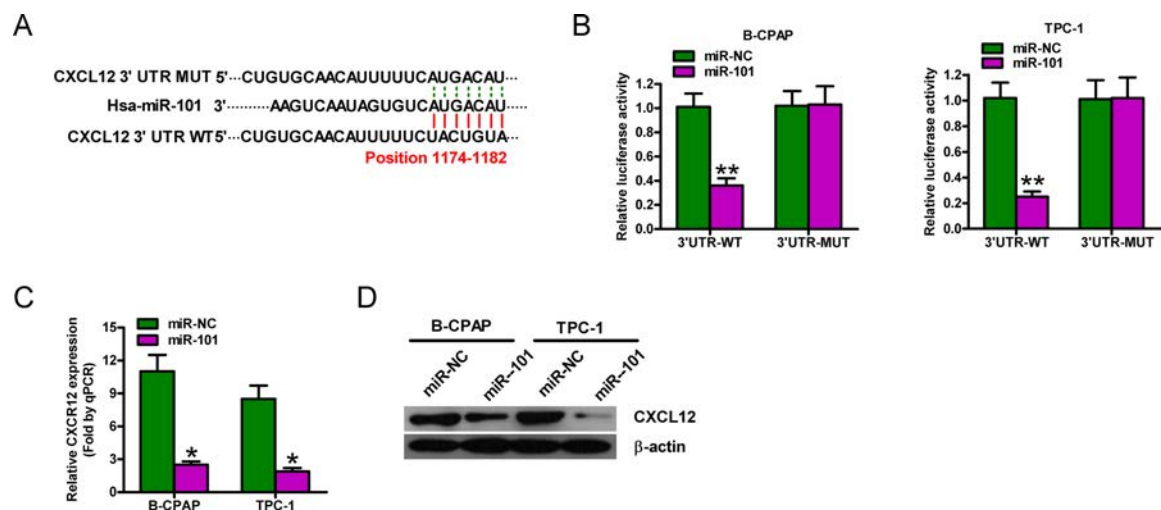 A
CXCL12 3' UTR MUT 5'···CUGUGCAACAUUUUUCAUGACAU···
Hsa-miR-101 3' ··········AAGUCAAUAGUGUCAUGACAU·····
CXCL12 3' UTR WT5'···CUGUGCAACAUUUUUCUACUGUA···
Position 1174-1182
B
B-CPAP
miR-NC
miR-101
Relative luciferase activity
1.2
1.0
0.8
0.6
0.4
0.2
0.0
**
3'UTR-WT 3'UTR-MUT
TPC-1
miR-NC
miR-101
Relative luciferase activity
1.2
1.0
0.8
0.6
0.4
0.2
0.0
**
3'UTR-WT 3'UTR-MUT
C
miR-NC
miR-101
Relative CXCR12 expression
(Fold by qPCR)
15
12
9
6
3
0
* *
B-CPAP TPC-1
D
B-CPAP TPC-1
miR-NC miR--101 miR-NC miR--101
CXCL12
β-actin